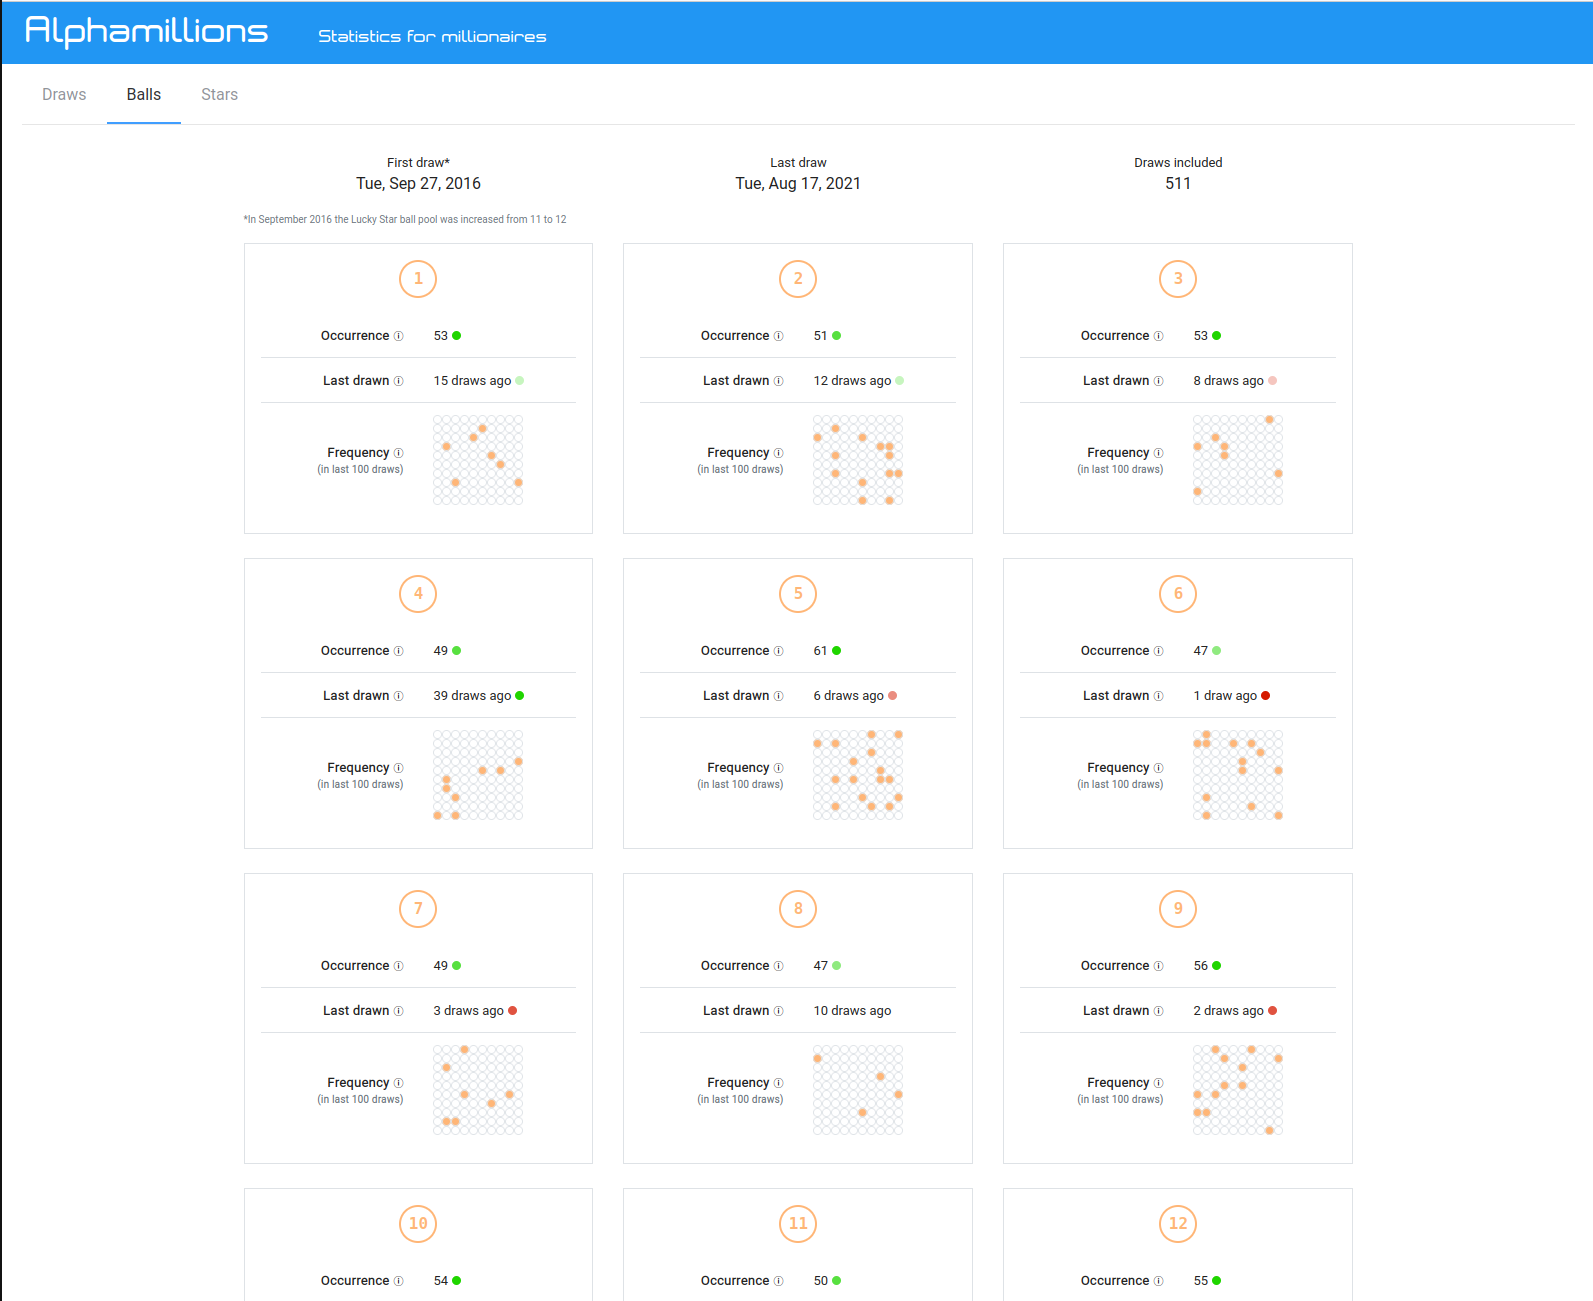 Alphamillions Statistics for millionaires
Draws Balls Stars
First draw* Last draw Draws included
Tue, Sep 27, 2016 Tue, Aug 17, 2021 511
*In September 2016 the Lucky Star ball pool was increased from 11 to 12
1 2 3
Occurrence 53 Occurrence 51 Occurrence 53
Last drawn 15 draws ago Last drawn 12 draws ago Last drawn 8 draws ago
Frequency Frequency Frequency
(in last 100 draws) (in last 100 draws) (in last 100 draws)
4 5 6
Occurrence 49 Occurrence 61 Occurrence 47
Last drawn 39 draws ago Last drawn 6 draws ago Last drawn 1 draw ago
Frequency Frequency Frequency
(in last 100 draws) (in last 100 draws) (in last 100 draws)
7 8 9
Occurrence 49 Occurrence 47 Occurrence 56
Last drawn 3 draws ago Last drawn 10 draws ago Last drawn 2 draws ago
Frequency Frequency Frequency
(in last 100 draws) (in last 100 draws) (in last 100 draws)
10 11 12
Occurrence 54 Occurrence 50 Occurrence 55